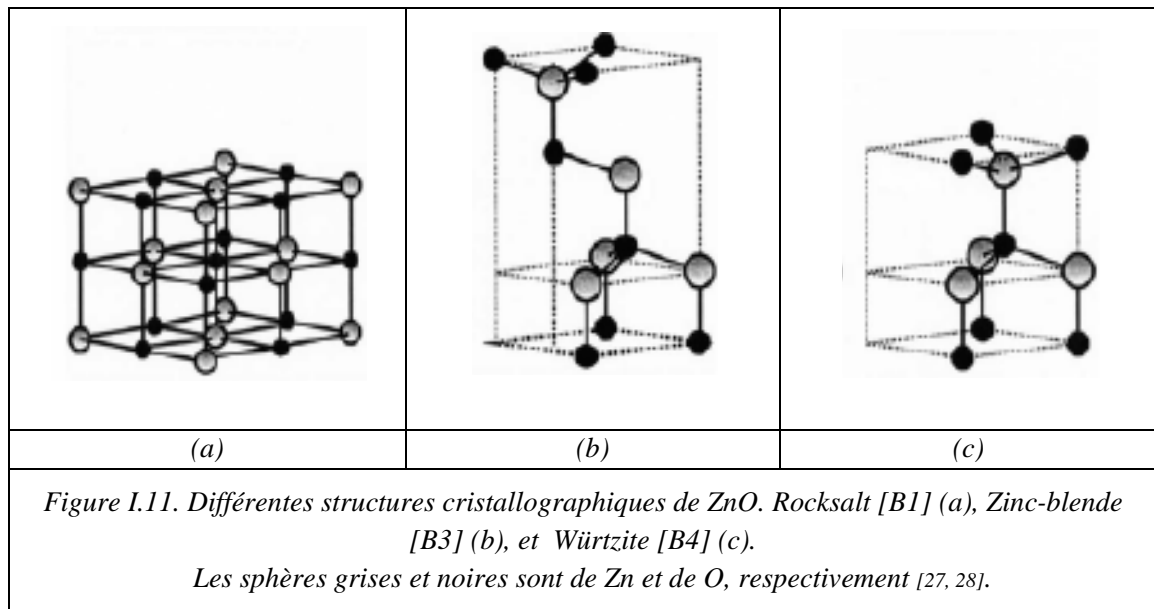 (a)
(b)
(c)
Figure I.11. Différentes structures cristallographiques de ZnO. Rocksalt [B1] (a), Zinc-blende
[B3] (b), et Würtzite [B4] (c).
Les sphères grises et noires sont de Zn et de O, respectivement [27, 28].